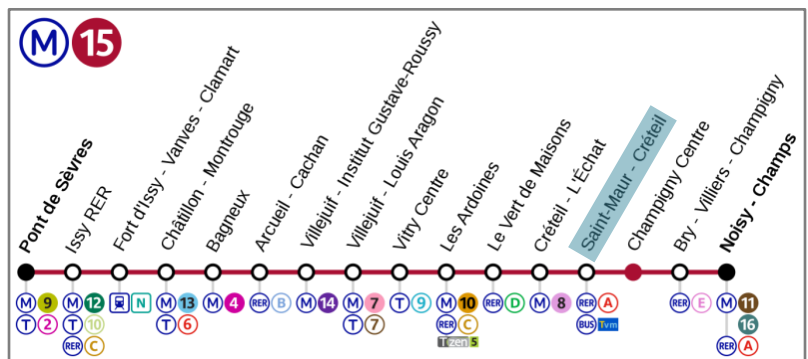 M 15
Pont de Sèvres
Issy RER
Fort d'Issy - Vanves - Clamart
Châtillon - Montrouge
Bagneux
Arcueil - Cachan
Villejuif - Institut Gustave-Roussy
Villejuif - Louis Aragon
Vitry Centre
Les Ardoines
Le Vert de Maisons
Créteil - L'Échat
Saint-Maur - Créteil
Champigny Centre
Bry - Villiers - Champigny
Noisy - Champs
M 9 M 12 N M 13 M 4 RER B M 14 M 7 T 9 M 10 RER D M 8 RER A RER E M 11
T 2 T 10 T 6 T 7 RER C BUS Tvm 16
RER C T zen 5 RER A